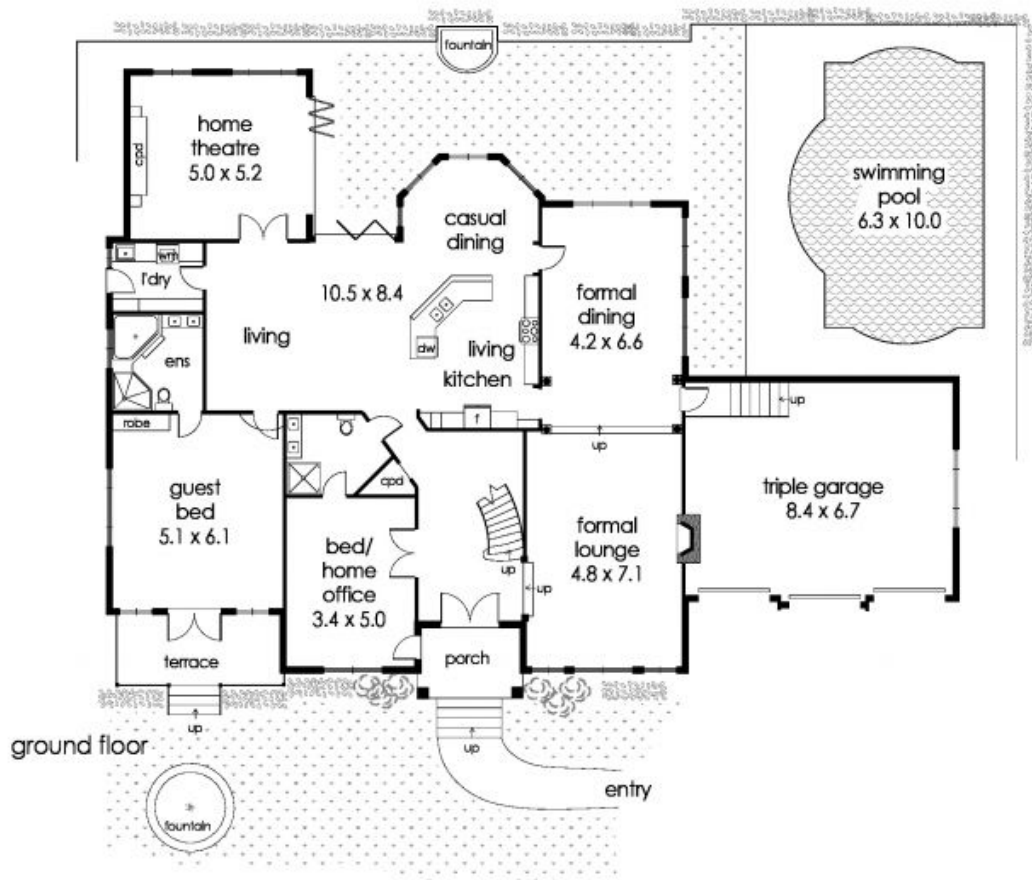 fountain
home
theatre
5.0 x 5.2
cpd
swimming
pool
6.3 x 10.0
casual
dining
wm
l'dry
10.5 x 8.4
formal
dining
4.2 x 6.6
living
dw
living
kitchen
ens
f
up
up
robe
cpd
guest
bed
5.1 x 6.1
triple garage
8.4 x 6.7
formal
lounge
4.8 x 7.1
bed/
home
office
3.4 x 5.0
up
up
porch
terrace
up
up
ground floor
entry
fountain